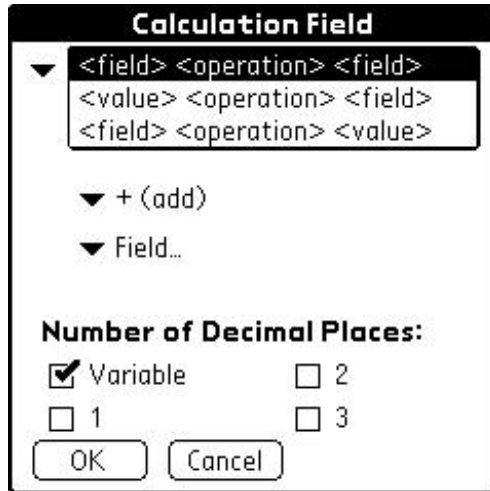 Calculation Field
<field> <operation> <field>
<value> <operation> <field>
<field> <operation> <value>
+ (add)
Field...
Number of Decimal Places:
Variable 2
1 3
OK Cancel